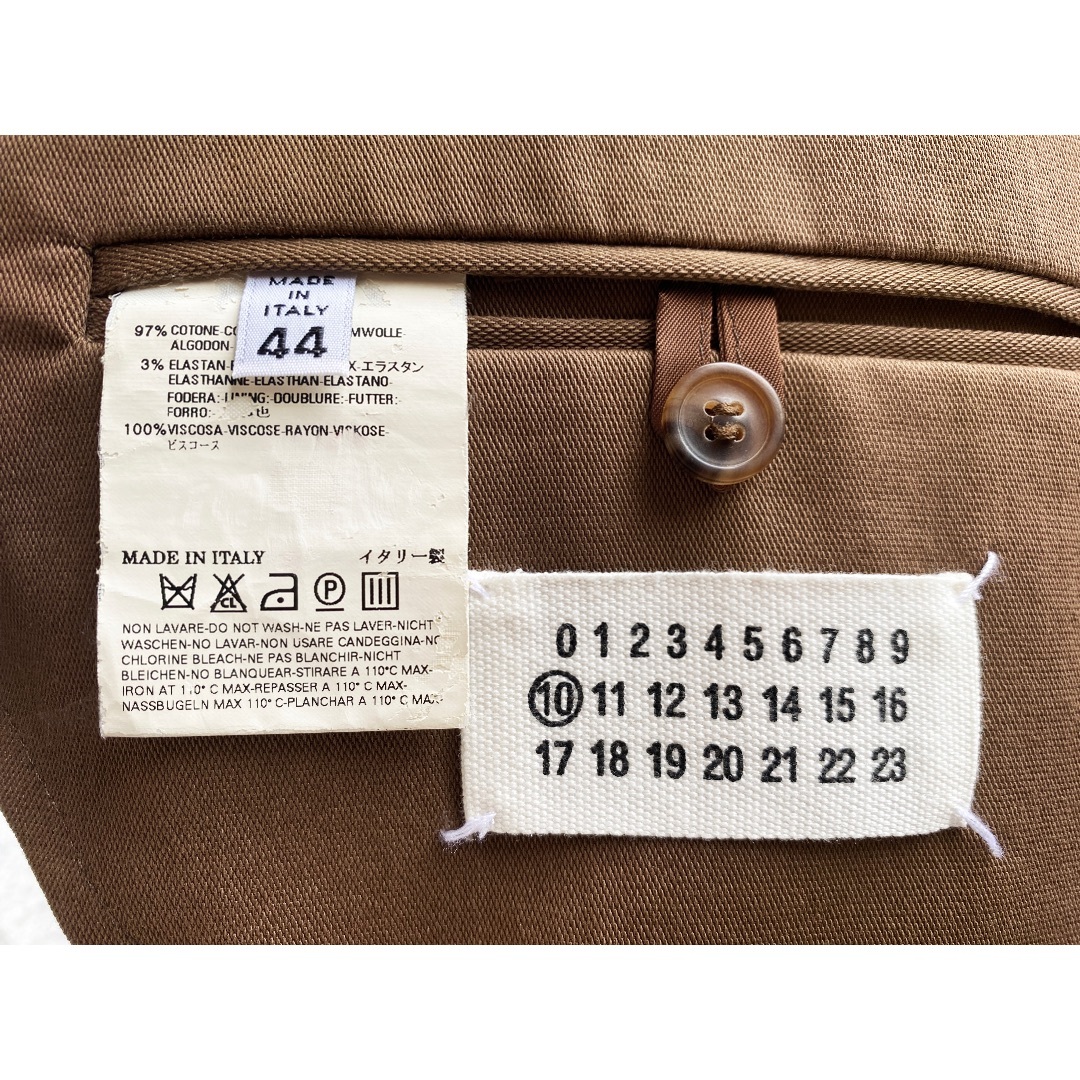 MADE
IN
ITALY
44
97% COTONE- MWOLLE-
ALGODON-
3% ELASTAN- エラスタン
ELASTHANNE-ELASTHAN-ELASTANO-
FODERA:-LINING:-DOUBLURE:-FUTTER:-
FORRO:-
100%VISCOSA-VISCOSE-RAYON-VISKOSE-
ビスコース
MADE IN ITALY イタリー製
CL P
NON LAVARE-DO NOT WASH-NE PAS LAVER-NICHT
WASCHEN-NO LAVAR-NON USARE CANDEGGINA-NO
CHLORINE BLEACH-NE PAS BLANCHIR-NICHT
BLEICHEN-NO BLANQUEAR-STIRARE A 110°C MAX-
IRON AT 110° C MAX-REPASSER A 110° C MAX-
NASSBUGELN MAX 110° C-PLANCHAR A 110° C MAX-
0 1 2 3 4 5 6 7 8 9
10 11 12 13 14 15 16
17 18 19 20 21 22 23